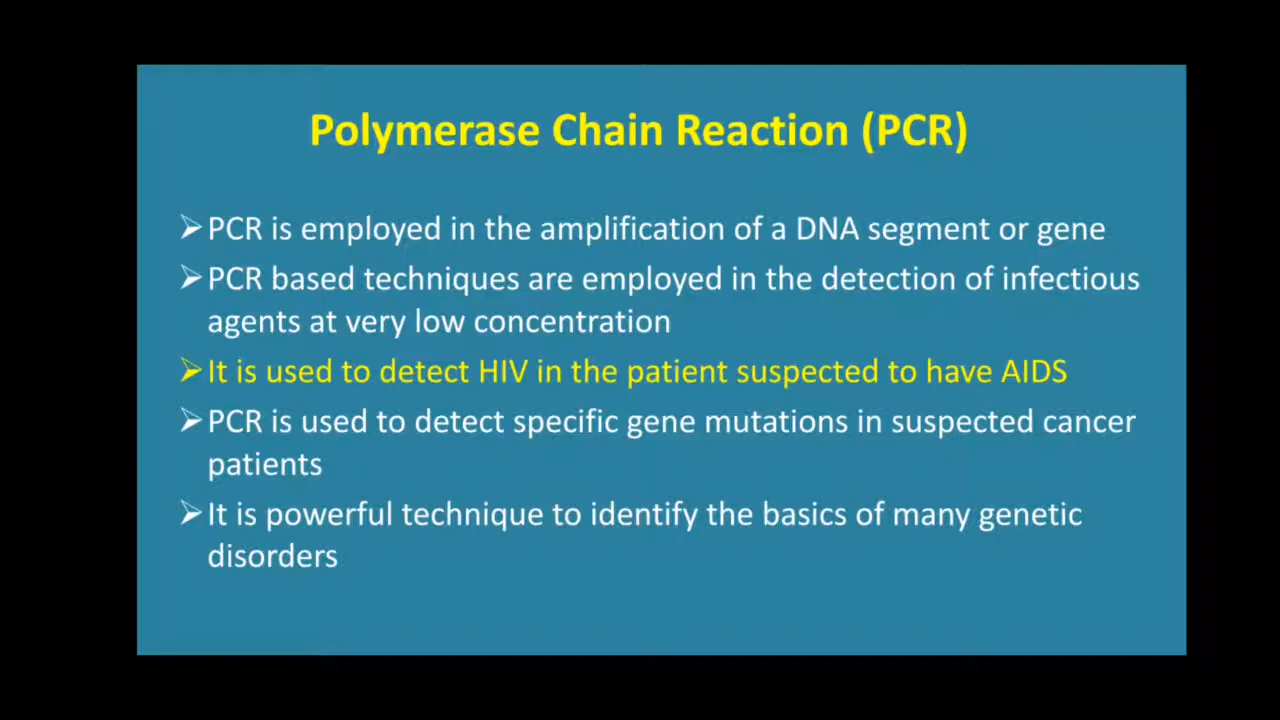 Polymerase Chain Reaction (PCR)
➢PCR is employed in the amplification of a DNA segment or gene
➢PCR based techniques are employed in the detection of infectious
agents at very low concentration
➢It is used to detect HIV in the patient suspected to have AIDS
➢PCR is used to detect specific gene mutations in suspected cancer
patients
➢It is powerful technique to identify the basics of many genetic
disorders